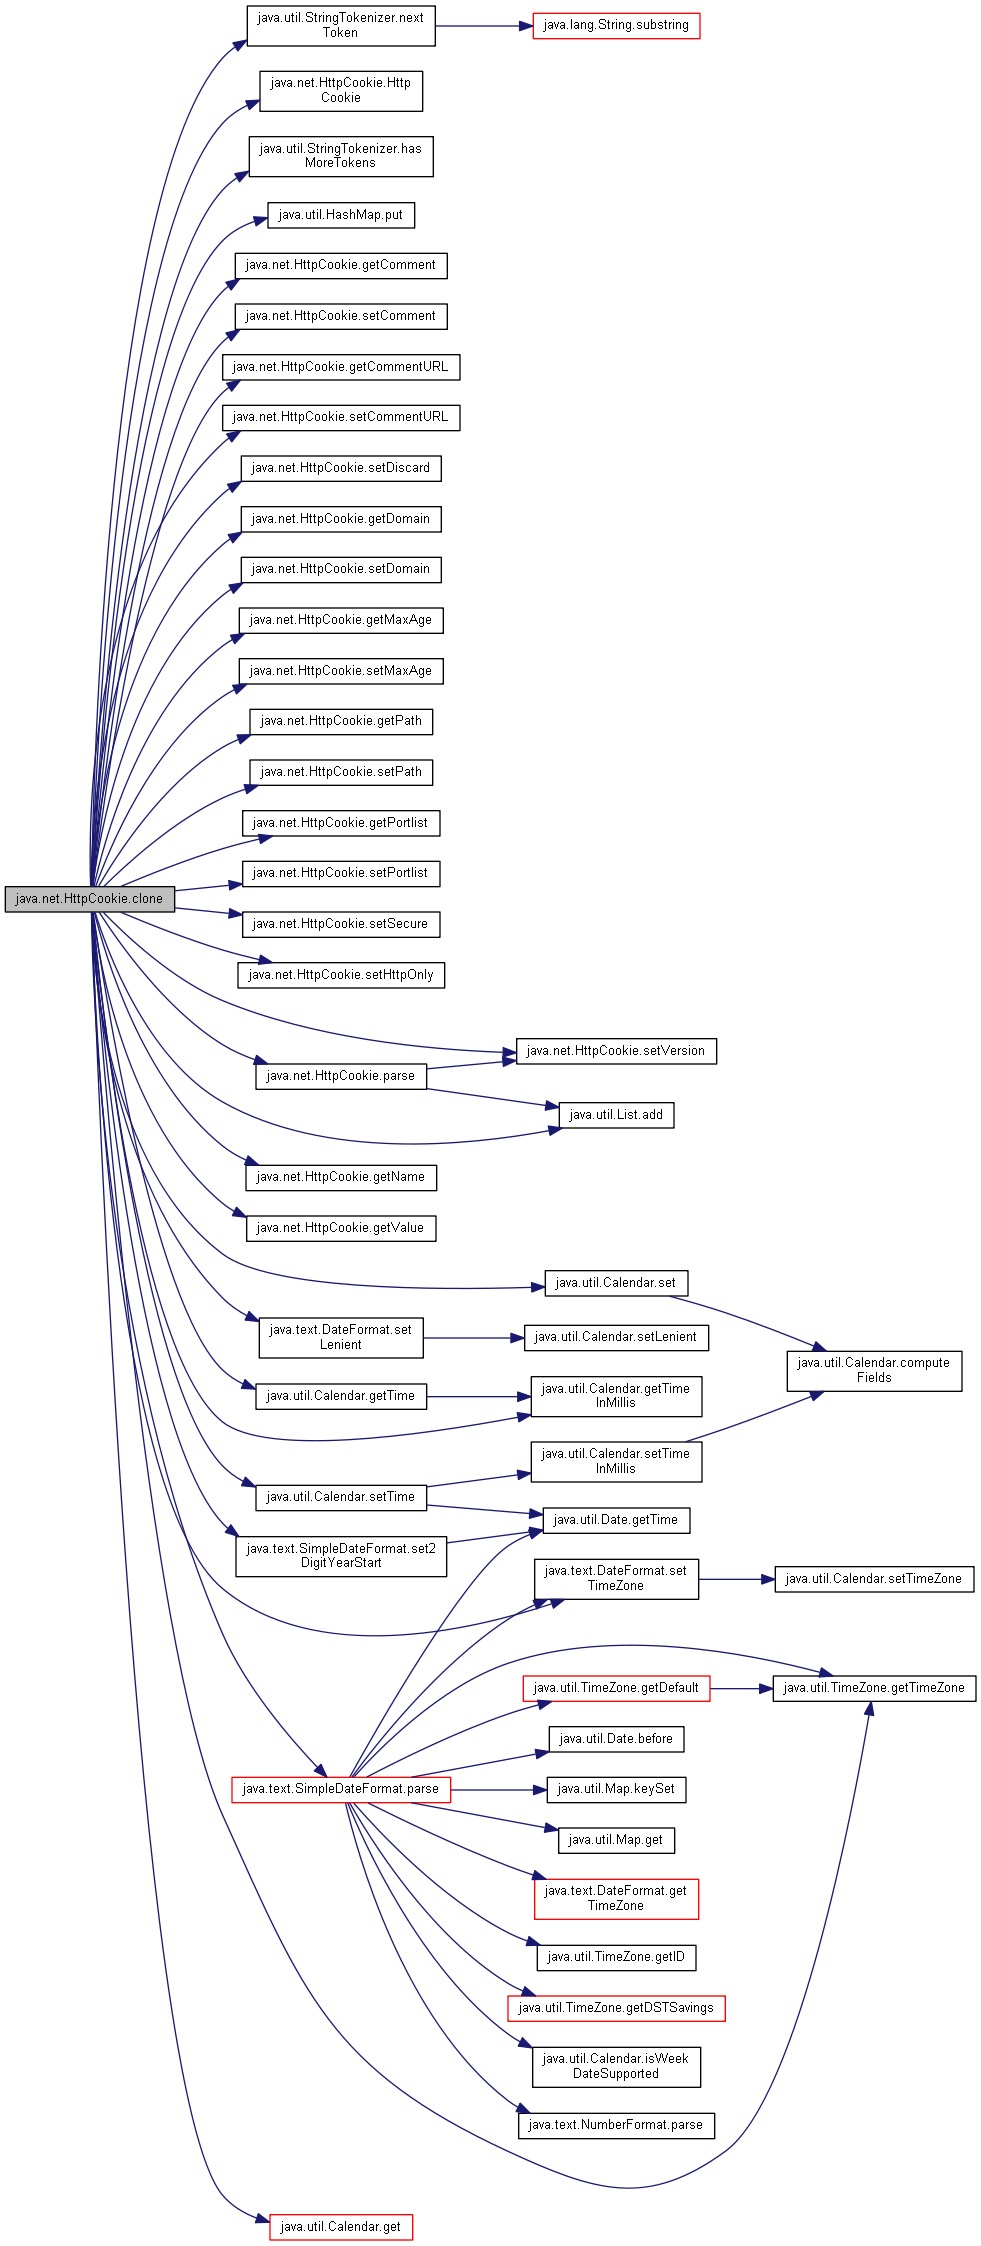 java.util.StringTokenizer.next
Token
java.lang.String.substring
java.net.HttpCookie.Http
Cookie
java.util.StringTokenizer.has
MoreTokens
java.util.HashMap.put
java.net.HttpCookie.getComment
java.net.HttpCookie.setComment
java.net.HttpCookie.getCommentURL
java.net.HttpCookie.setCommentURL
java.net.HttpCookie.setDiscard
java.net.HttpCookie.getDomain
java.net.HttpCookie.setDomain
java.net.HttpCookie.getMaxAge
java.net.HttpCookie.setMaxAge
java.net.HttpCookie.getPath
java.net.HttpCookie.setPath
java.net.HttpCookie.getPortlist
java.net.HttpCookie.setPortlist
java.net.HttpCookie.clone
java.net.HttpCookie.setSecure
java.net.HttpCookie.setHttpOnly
java.net.HttpCookie.setVersion
java.net.HttpCookie.parse
java.util.List.add
java.net.HttpCookie.getName
java.net.HttpCookie.getValue
java.util.Calendar.set
java.text.DateFormat.set
Lenient
java.util.Calendar.setLenient
java.util.Calendar.compute
Fields
java.util.Calendar.getTime
java.util.Calendar.getTime
InMillis
java.util.Calendar.setTime
InMillis
java.util.Calendar.setTime
java.util.Date.getTime
java.text.SimpleDateFormat.set2
DigitYearStart
java.text.DateFormat.set
TimeZone
java.util.Calendar.setTimeZone
java.util.TimeZone.getDefault
java.util.TimeZone.getTimeZone
java.util.Date.before
java.text.SimpleDateFormat.parse
java.util.Map.keySet
java.util.Map.get
java.text.DateFormat.get
TimeZone
java.util.TimeZone.getID
java.util.TimeZone.getDSTSavings
java.util.Calendar.isWeek
DateSupported
java.text.NumberFormat.parse
java.util.Calendar.get